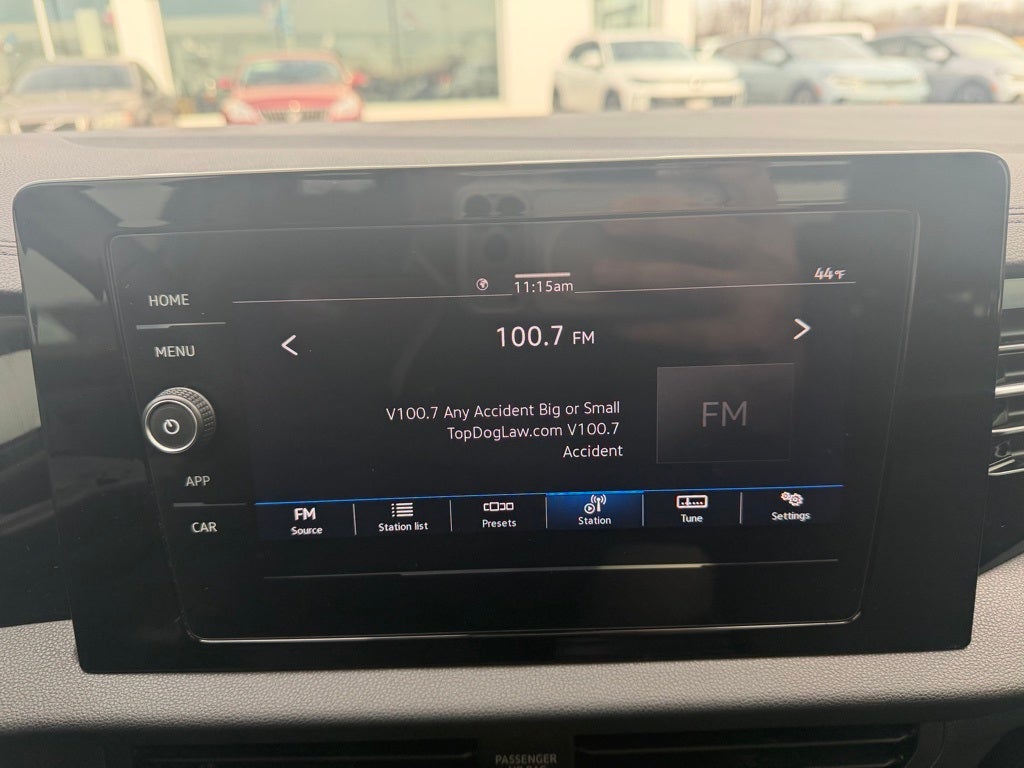 11:15am
44°F
HOME
MENU
APP
CAR
100.7 FM
V100.7 Any Accident Big or Small
TopDogLaw.com V100.7
Accident
FM
FM
Source
Station list
Presets
Station
Tune
Settings
PASSENGER